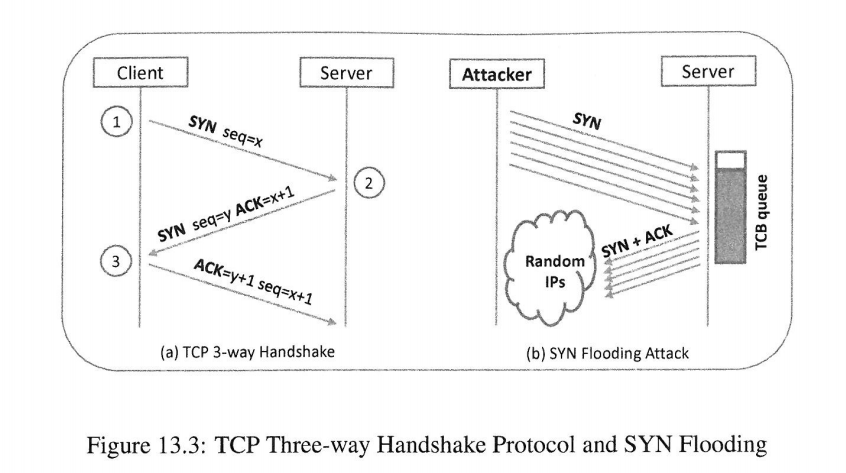 Client
Server
1
SYN seq=x
2
SYN seq=y ACK=x+1
3
ACK=y+1 seq=x+1
(a) TCP 3-way Handshake
Attacker
Server
SYN
TCB queue
SYN + ACK
Random
IPs
(b) SYN Flooding Attack
Figure 13.3: TCP Three-way Handshake Protocol and SYN Flooding